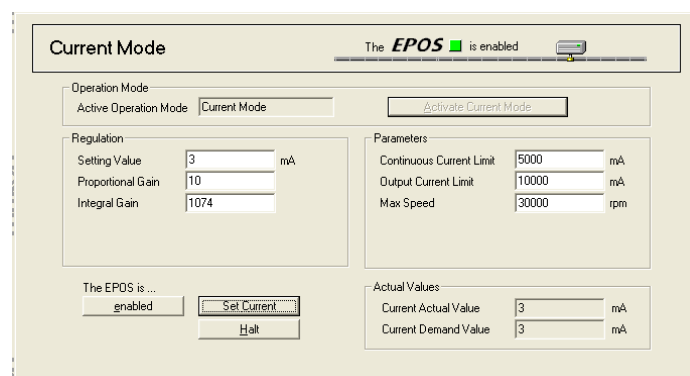 Current Mode
The EPOS is enabled
Operation Mode
Active Operation Mode Current Mode Activate Current Mode
Regulation
Setting Value 3 mA
Proportional Gain 10
Integral Gain 1074
Parameters
Continuous Current Limit 5000 mA
Output Current Limit 10000 mA
Max Speed 30000 rpm
The EPOS is ...
enabled Set Current
Halt
Actual Values
Current Actual Value 3 mA
Current Demand Value 3 mA